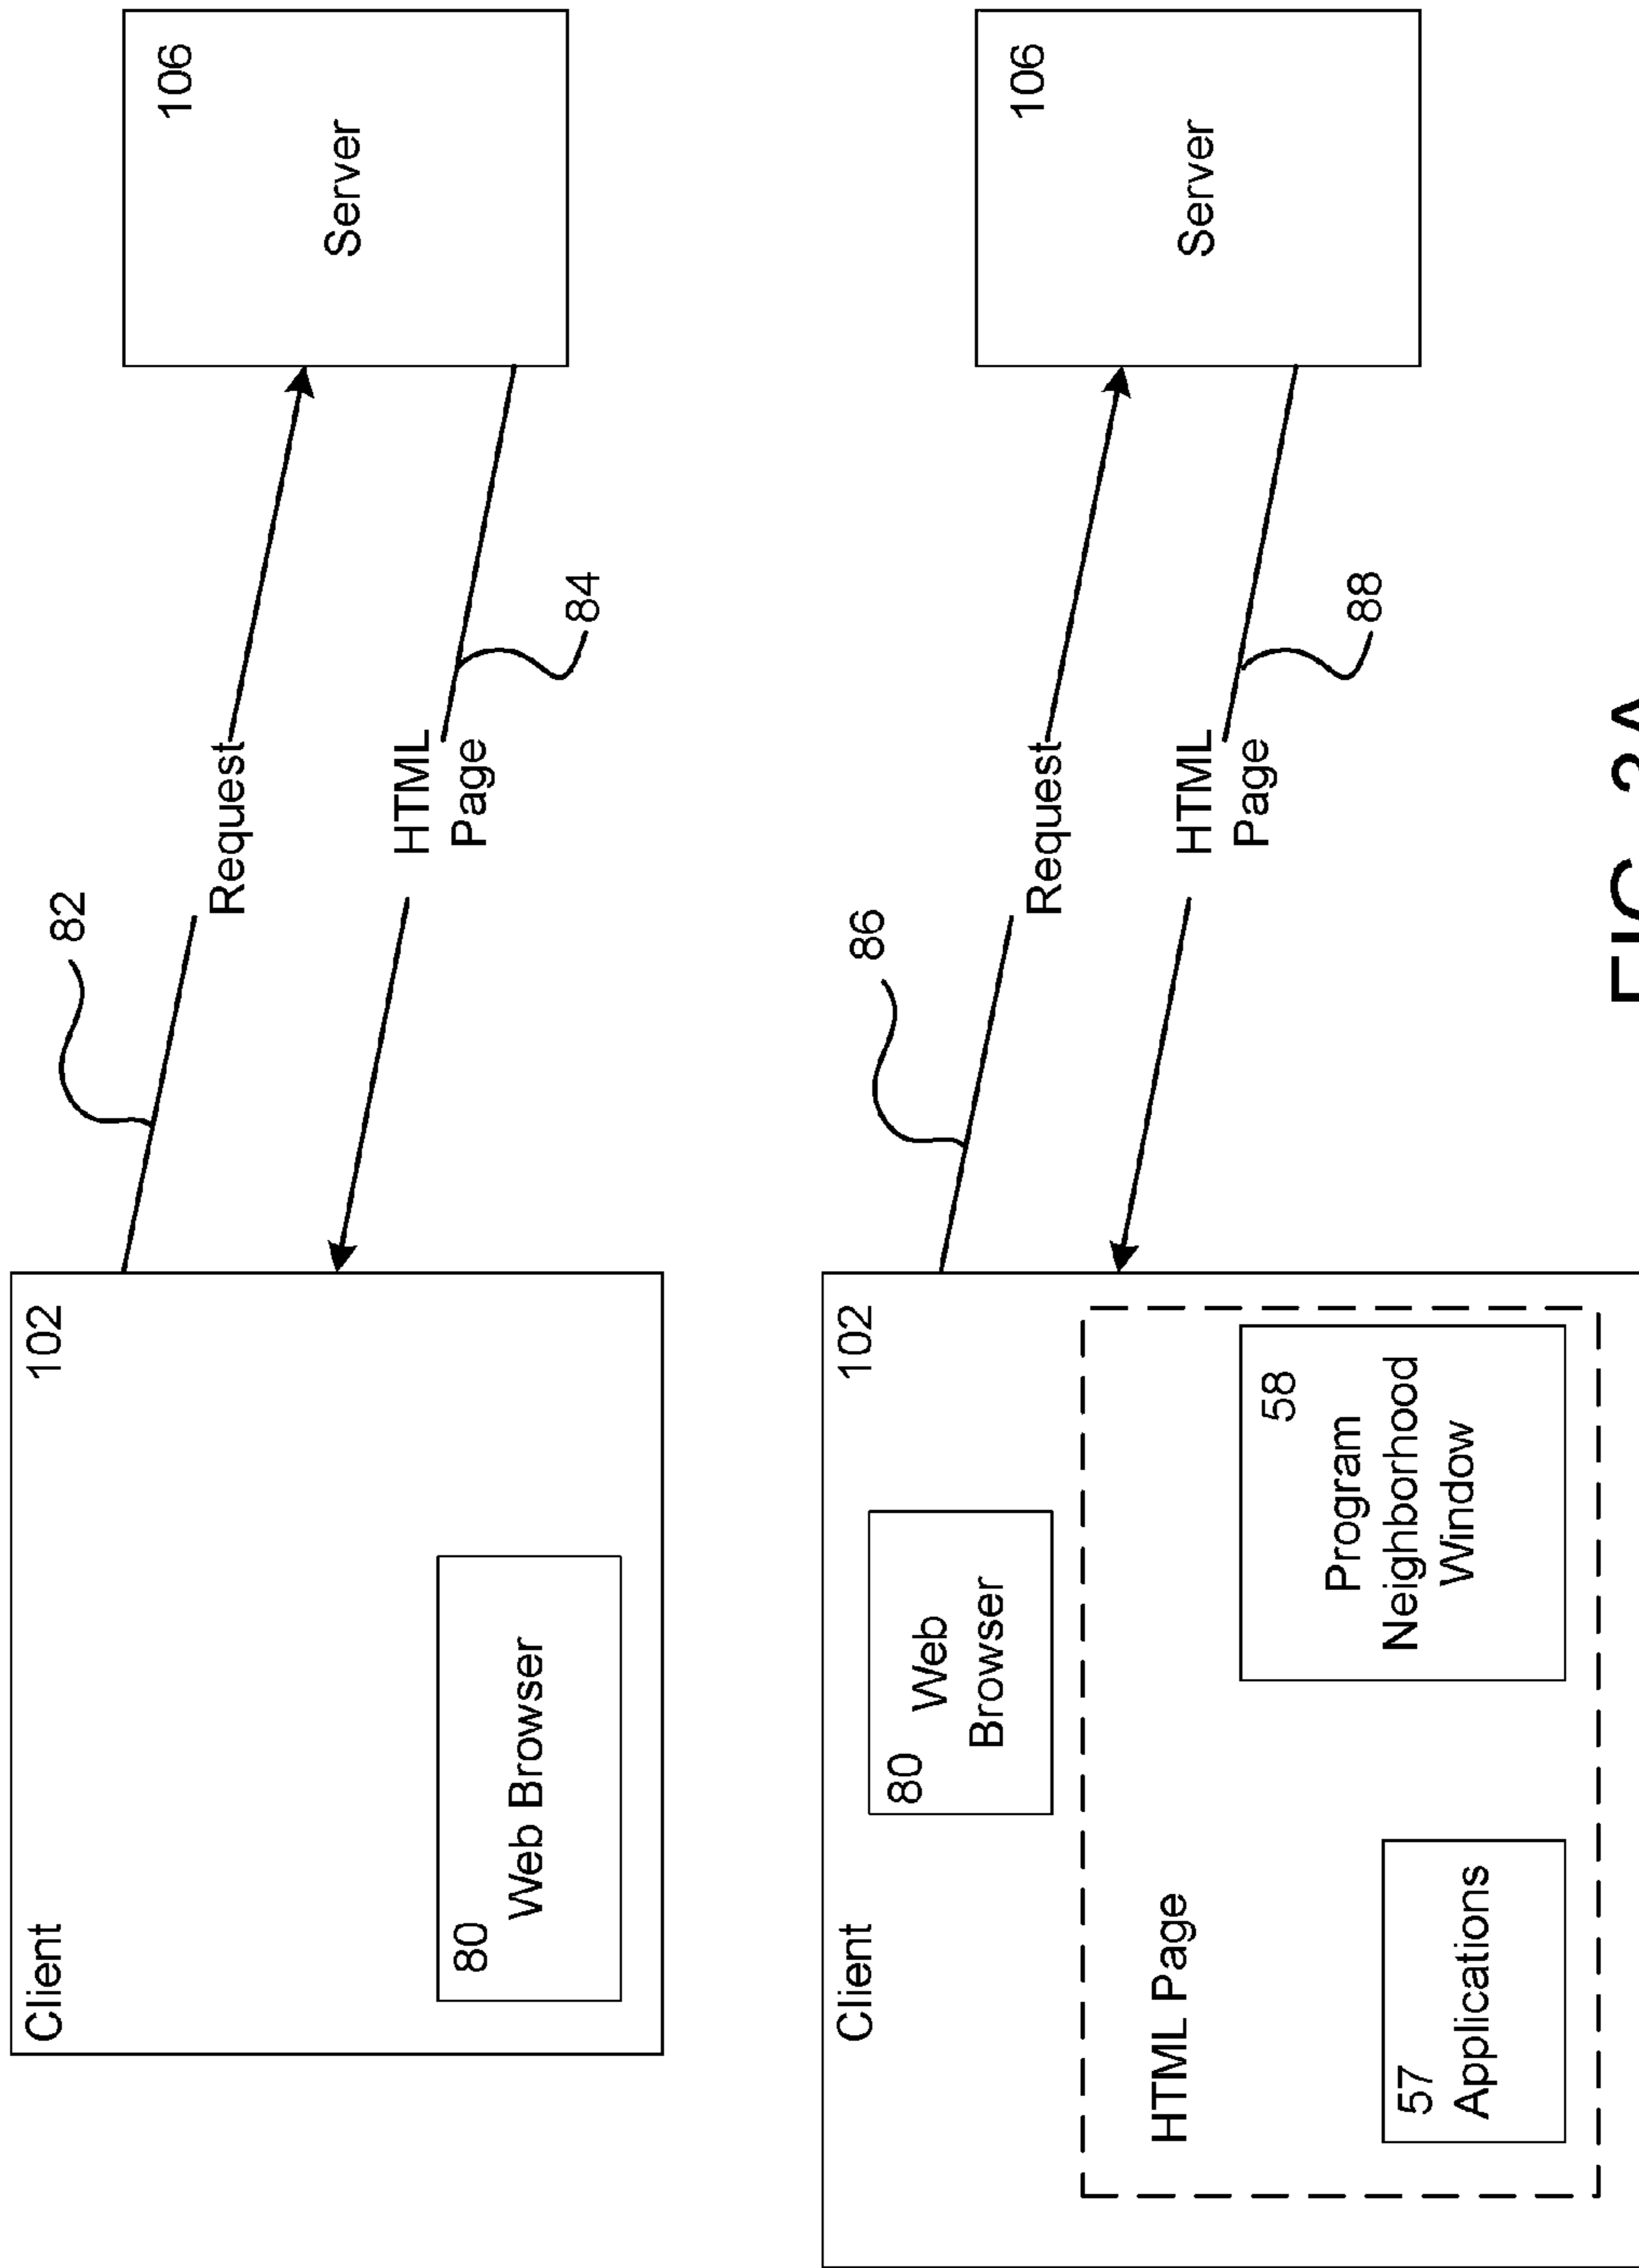 Client
102
80
Web Browser
82
Request
HTML
Page
84
106
Server
Client
102
80
Web
Browser
HTML Page
57
Applications
58
Program
Neighborhood
Window
86
Request
HTML
Page
88
106
Server
FIG